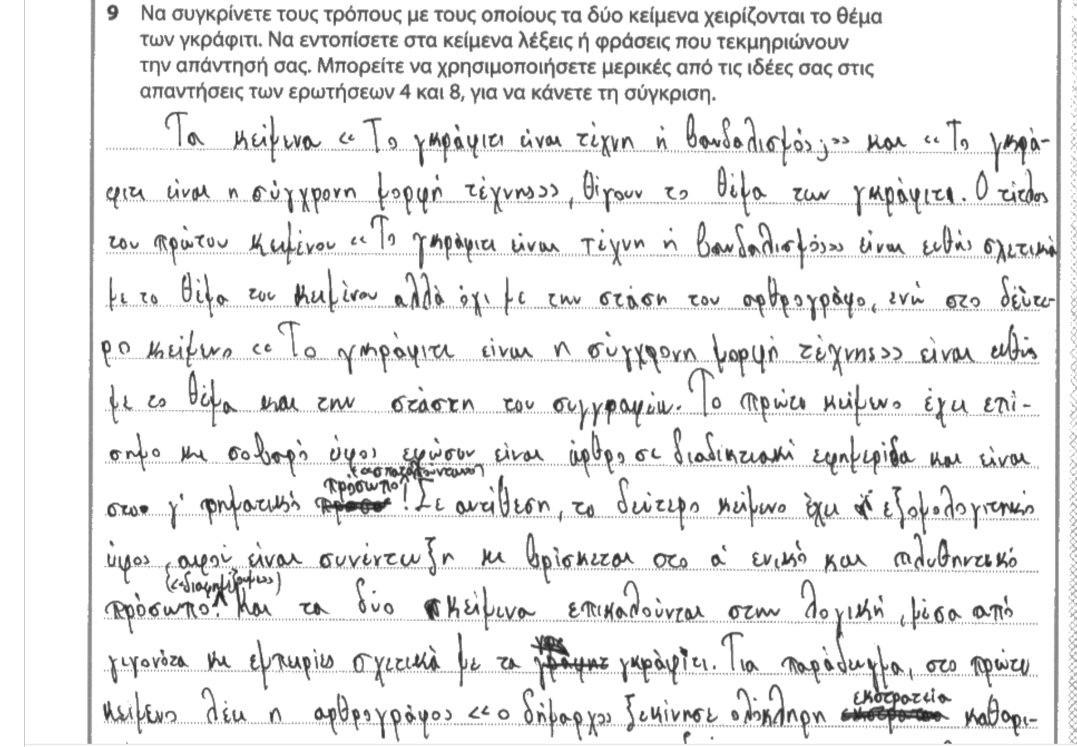 9 Να συγκρίνετε τους τρόπους με τους οποίους τα δύο κείμενα χειρίζονται το θέμα
των γκράφιτι. Να εντοπίσετε στα κείμενα λέξεις ή φράσεις που τεκμηριώνουν
την απάντησή σας. Μπορείτε να χρησιμοποιήσετε μερικές από τις ιδέες σας στις
απαντήσεις των ερωτήσεων 4 και 8, για να κάνετε τη σύγκριση.
Τα κείμενα «Το γκράφιτι είναι τέχνη ή βανδαλισμός;» και «Το γκρά-
φιτι είναι η σύγχρονη μορφή τέχνης», θίγουν το θέμα των γκράφιτι. Ο τίτλος
του πρώτου κειμένου «Το γκράφιτι είναι τέχνη ή βανδαλισμός» είναι ευθής σχετικά
με το θέμα του κειμένου αλλά όχι με την στάση του αρθρογράφο, ενώ στο δεύτε-
ρο κείμενο «Το γκράφιτι είναι η σύγχρονη μορφή τέχνης» είναι ευθής
με το θέμα και την στάστη του συγγραφέα. Το πρώτο κείμενο έχει επί-
σημο και σοβαρό ύφος εφόσον είναι άρθρο σε διαδικτιακή εφημερίδα και είναι
στο γ' ρηματικό πρόσωπο! Σε αντίθεση, το δεύτερο κείμενο έχει εξομολογητικό
ύφος, αφού είναι συνέντευξη και βρίσκεται στο α' ενικό και πληθηντικό
(«διαφημίζουμε»)
πρόσωπο. Και τα δύο κείμενα επικαλούνται στην λογική, μέσα από
γεγονότα και εμπειρίες σχετικά με τα γκράφιτι. Για παράδειγμα, στο πρώτο
κείμενο λέει η αρθρογράφος «ο δήμαρχος ξεκίνησε ολόκληρη εκστρατεία καθαρι-